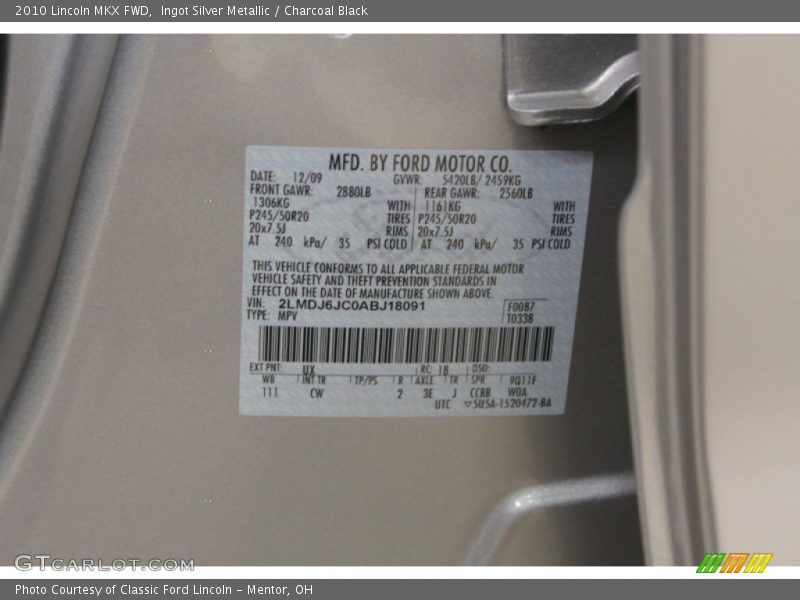 2010 Lincoln MKX FWD,  Ingot Silver Metallic / Charcoal Black
MFD. BY FORD MOTOR CO.
DATE: 12/09 GVWR: 5420LB/ 2459KG
FRONT GAWR: 2880LB REAR GAWR: 2560LB
1306KG WITH 1161KG WITH
P245/50R20 TIRES P245/50R20 TIRES
20x7.5J RIMS 20x7.5J RIMS
AT 240 kPa/ 35 PSI COLD AT 240 kPa/ 35 PSI COLD
THIS VEHICLE CONFORMS TO ALL APPLICABLE FEDERAL MOTOR
VEHICLE SAFETY AND THEFT PREVENTION STANDARDS IN
EFFECT ON THE DATE OF MANUFACTURE SHOWN ABOVE.
VIN: 2LMDJ6JC0ABJ18091 F0087
TYPE: MPV T0338
EXT PNT: UX RC: 18 DSO:
WB INT TR TP/PS R AXLE TR SPR 9Q11F
111 CW 2 3E J CCBB WOA
UTC ▽5U5A-1520472-BA
GTCARLOT.COM
Photo Courtesy of Classic Ford Lincoln - Mentor, OH